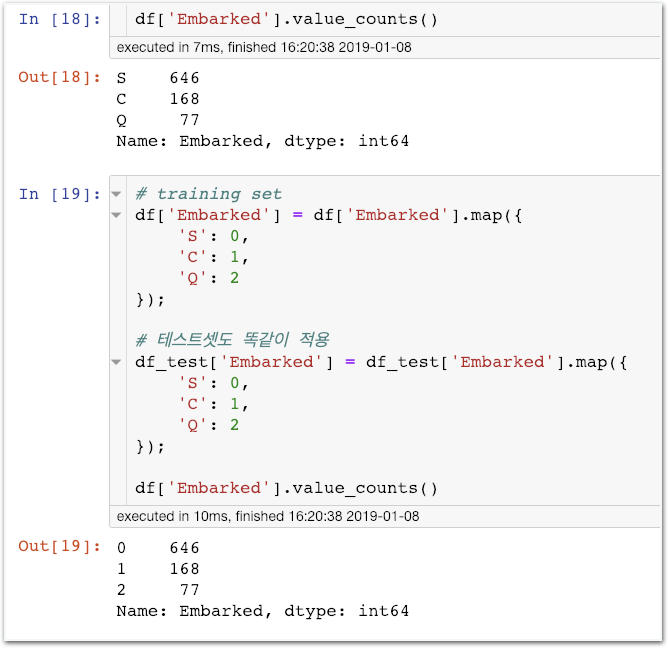 In [18]: df['Embarked'].value_counts()
executed in 7ms, finished 16:20:38 2019-01-08
Out[18]: S    646
C    168
Q     77
Name: Embarked, dtype: int64
In [19]: # training set
df['Embarked'] = df['Embarked'].map({
    'S': 0,
    'C': 1,
    'Q': 2
});
# 테스트셋도 똑같이 적용
df_test['Embarked'] = df_test['Embarked'].map({
    'S': 0,
    'C': 1,
    'Q': 2
});
df['Embarked'].value_counts()
executed in 10ms, finished 16:20:38 2019-01-08
Out[19]: 0    646
1    168
2     77
Name: Embarked, dtype: int64